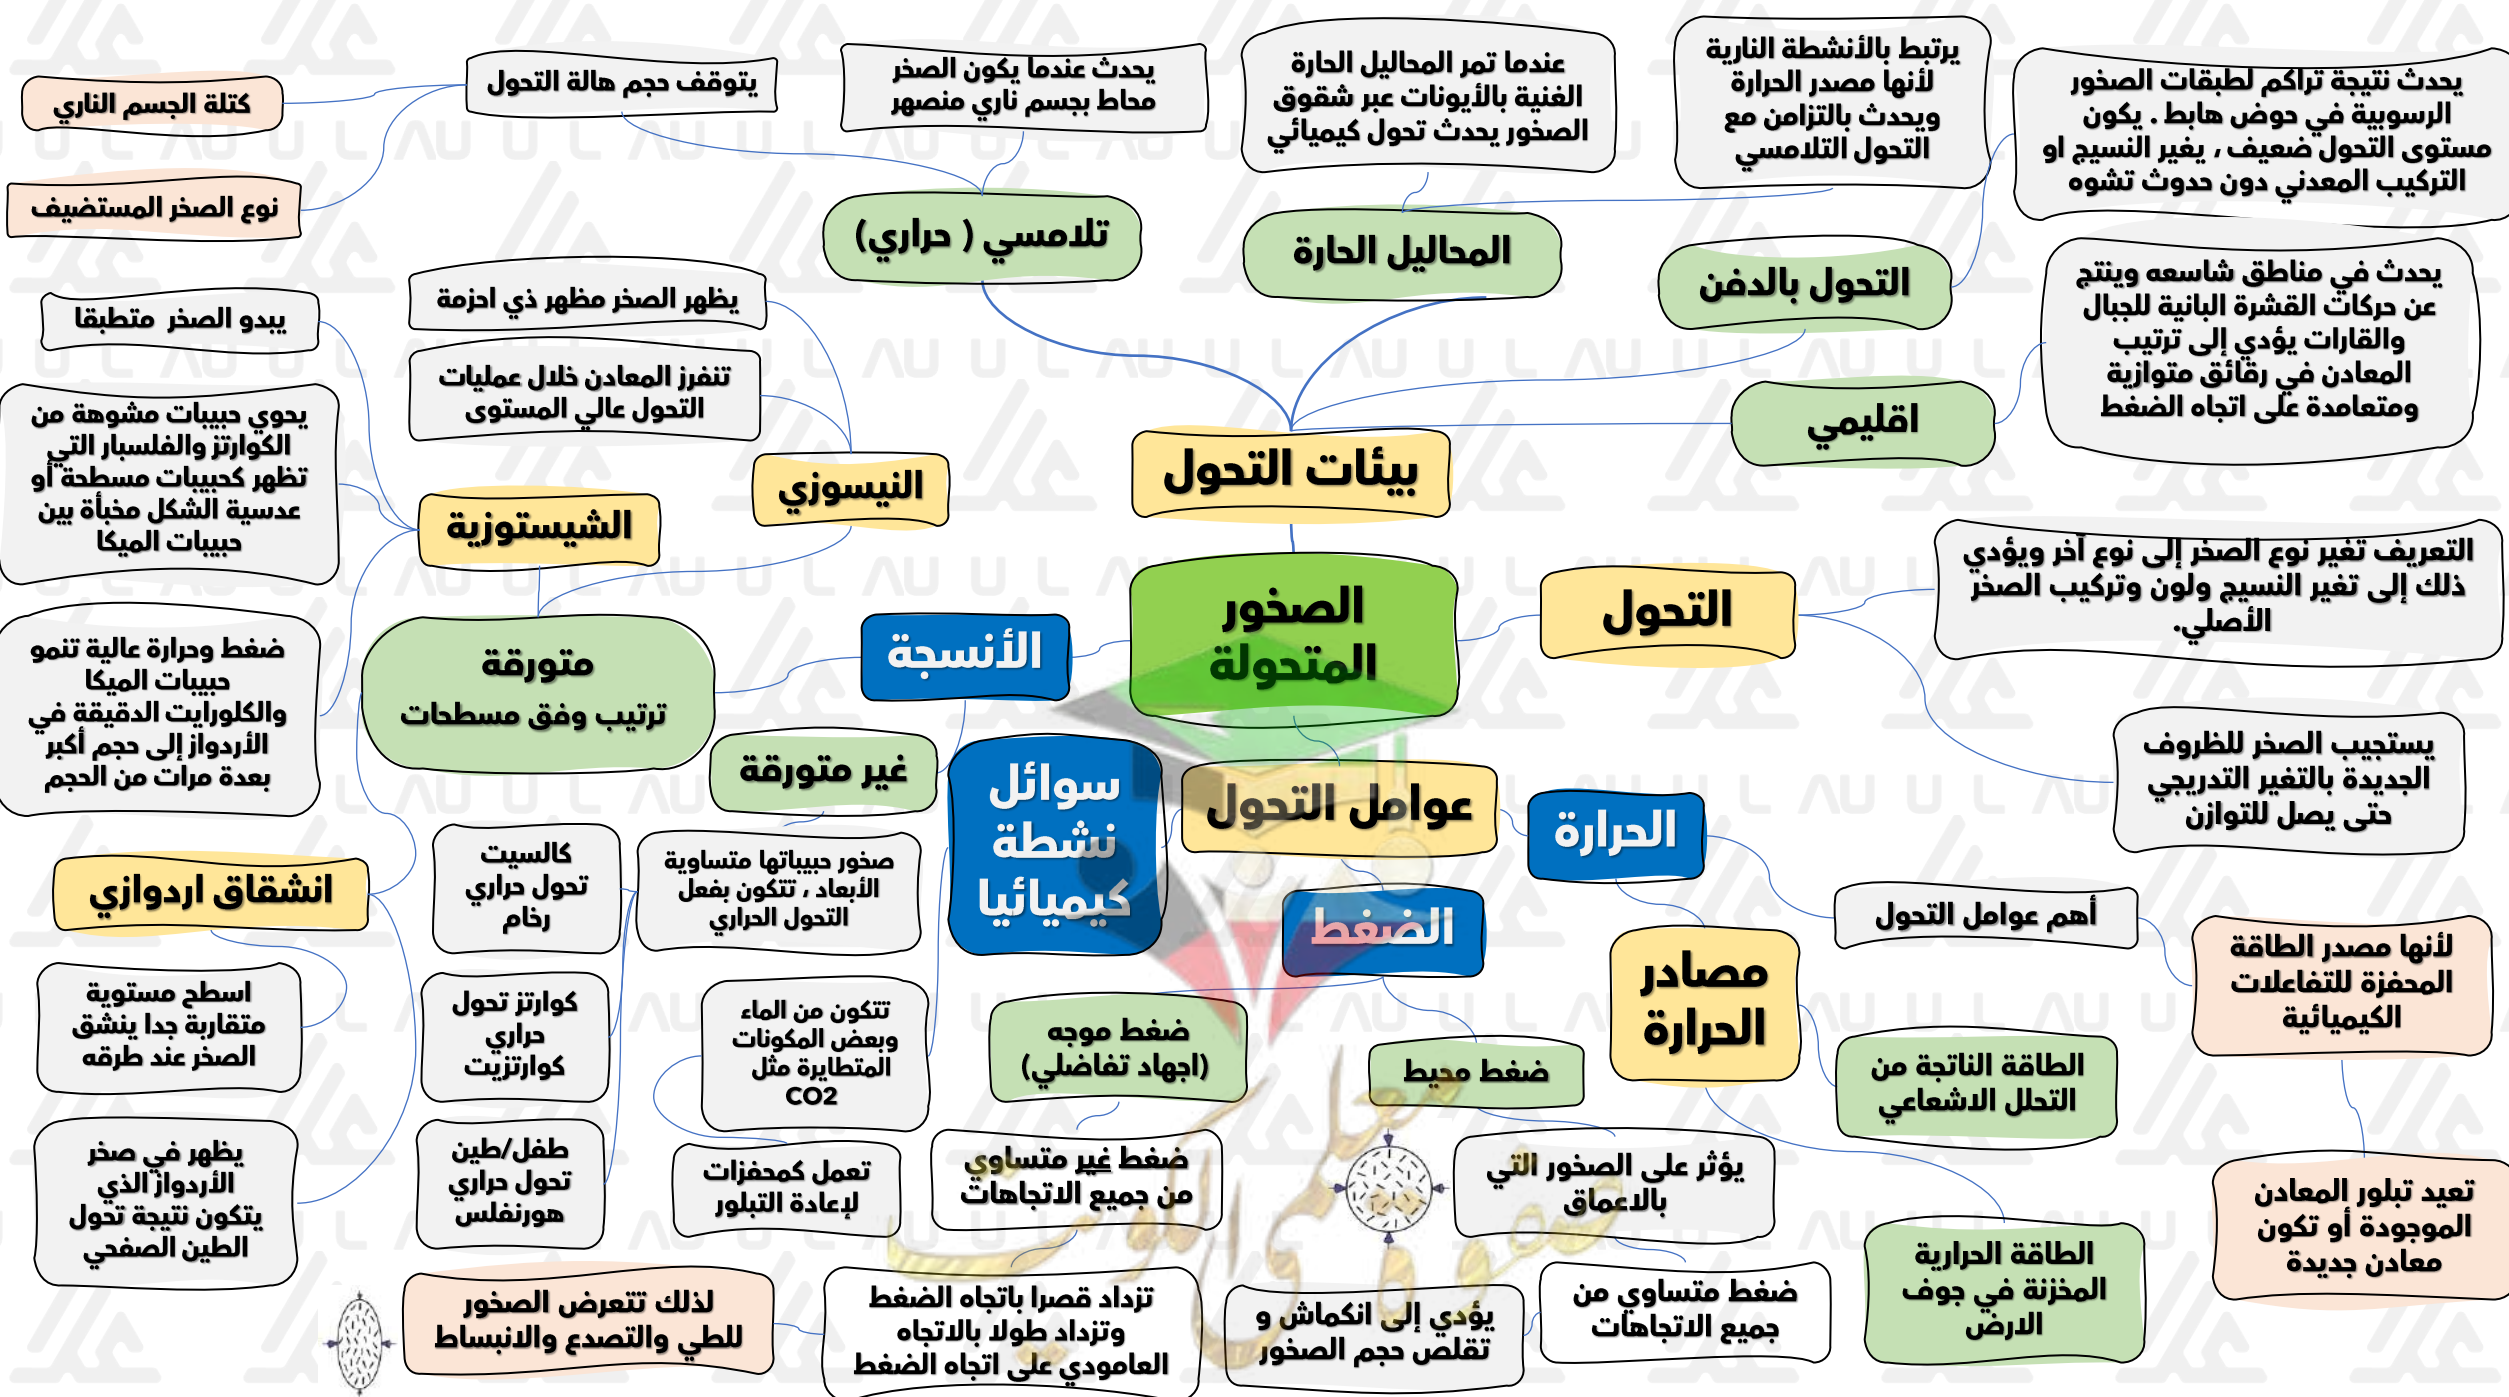 الصخور
المتحولة
بيئات التحول
تلامسي ( حراري)
يحدث عندما يكون الصخر
محاط بجسم ناري منصهر
يتوقف حجم هالة التحول
كتلة الجسم الناري
نوع الصخر المستضيف
المحاليل الحارة
عندما تمر المحاليل الحارة
الغنية بالأيونات عبر شقوق
الصخور يحدث تحول كيميائي
يرتبط بالأنشطة النارية
لأنها مصدر الحرارة
ويحدث بالتزامن مع
التحول التلامسي
التحول بالدفن
يحدث نتيجة تراكم لطبقات الصخور
الرسوبية في حوض هابط . يكون
مستوى التحول ضعيف ، يغير النسيج او
التركيب المعدني دون حدوث تشوه
اقليمي
يحدث في مناطق شاسعه وينتج
عن حركات القشرة البانية للجبال
والقارات يؤدي إلى ترتيب
المعادن في رقائق متوازية
ومتعامدة على اتجاه الضغط
التحول
التعريف تغير نوع الصخر إلى نوع آخر ويؤدي
ذلك إلى تغير النسيج ولون وتركيب الصخر
الأصلي.
يستجيب الصخر للظروف
الجديدة بالتغير التدريجي
حتى يصل للتوازن
عوامل التحول
الحرارة
أهم عوامل التحول
لأنها مصدر الطاقة
المحفزة للتفاعلات
الكيميائية
تعيد تبلور المعادن
الموجودة أو تكون
معادن جديدة
مصادر
الحرارة
الطاقة الناتجة من
التحلل الاشعاعي
الطاقة الحرارية
المخزنة في جوف
الارض
الضغط
ضغط محيط
يؤثر على الصخور التي
بالاعماق
ضغط متساوي من
جميع الاتجاهات
يؤدي إلى انكماش و
تقلص حجم الصخور
ضغط موجه
(اجهاد تفاضلي)
ضغط غير متساوي
من جميع الاتجاهات
تزداد قصرا باتجاه الضغط
وتزداد طولا بالاتجاه
العامودي على اتجاه الضغط
لذلك تتعرض الصخور
للطي والتصدع والانبساط
سوائل
نشطة
كيميائيا
تتكون من الماء
وبعض المكونات
المتطايرة مثل
CO2
تعمل كمحفزات
لإعادة التبلور
الأنسجة
متورقة
ترتيب وفق مسطحات
النيسوزي
يظهر الصخر مظهر ذي احزمة
تنفرز المعادن خلال عمليات
التحول عالي المستوى
الشيستوزية
يبدو الصخر متطبقا
يحوي حبيبات مشوهة من
الكوارتز والفلسبار التي
تظهر كحبيبات مسطحة أو
عدسية الشكل مخبأة بين
حبيبات الميكا
ضغط وحرارة عالية تنمو
حبيبات الميكا
والكلورايت الدقيقة في
الأردواز إلى حجم أكبر
بعدة مرات من الحجم
انشقاق اردوازي
اسطح مستوية
متقاربة جدا ينشق
الصخر عند طرقه
يظهر في صخر
الأردواز الذي
يتكون نتيجة تحول
الطين الصفحي
غير متورقة
صخور حبيباتها متساوية
الأبعاد ، تتكون بفعل
التحول الحراري
كالسيت
تحول حراري
رخام
كوارتز تحول
حراري
كوارتزيت
طفل/طين
تحول حراري
هورنفلس
صفوة معلمي الكويت